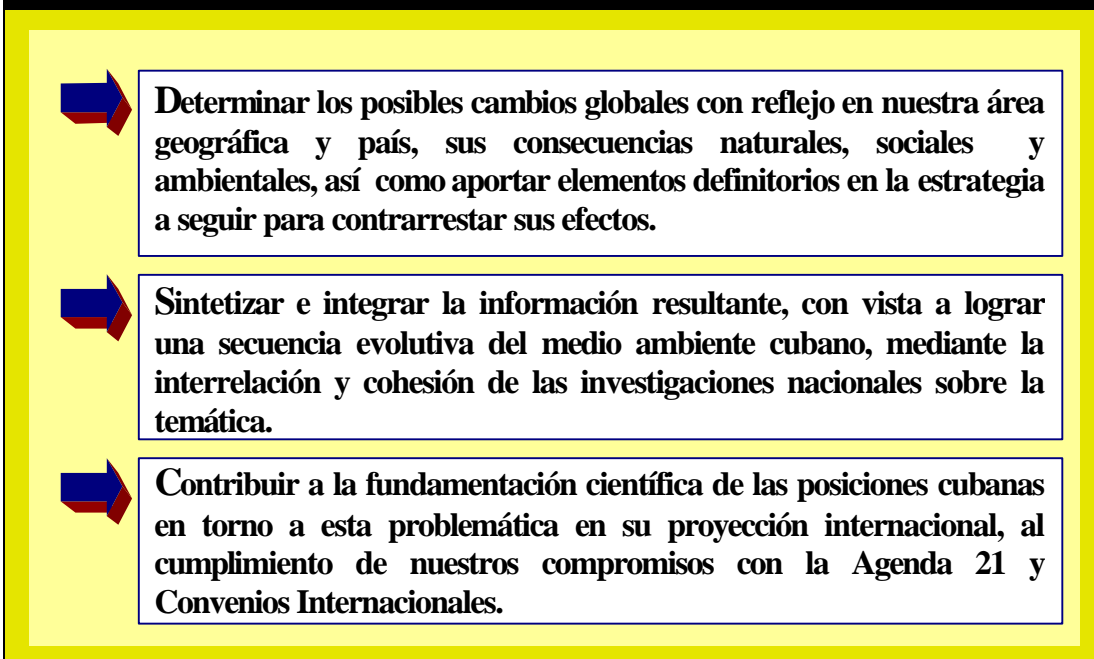 Determinar los posibles cambios globales con reflejo en nuestra área
geográfica y país, sus consecuencias naturales, sociales y
ambientales, así como aportar elementos definitorios en la estrategia
a seguir para contrarrestar sus efectos.
Sintetizar e integrar la información resultante, con vista a lograr
una secuencia evolutiva del medio ambiente cubano, mediante la
interrelación y cohesión de las investigaciones nacionales sobre la
temática.
Contribuir a la fundamentación científica de las posiciones cubanas
en torno a esta problemática en su proyección internacional, al
cumplimiento de nuestros compromisos con la Agenda 21 y
Convenios Internacionales.